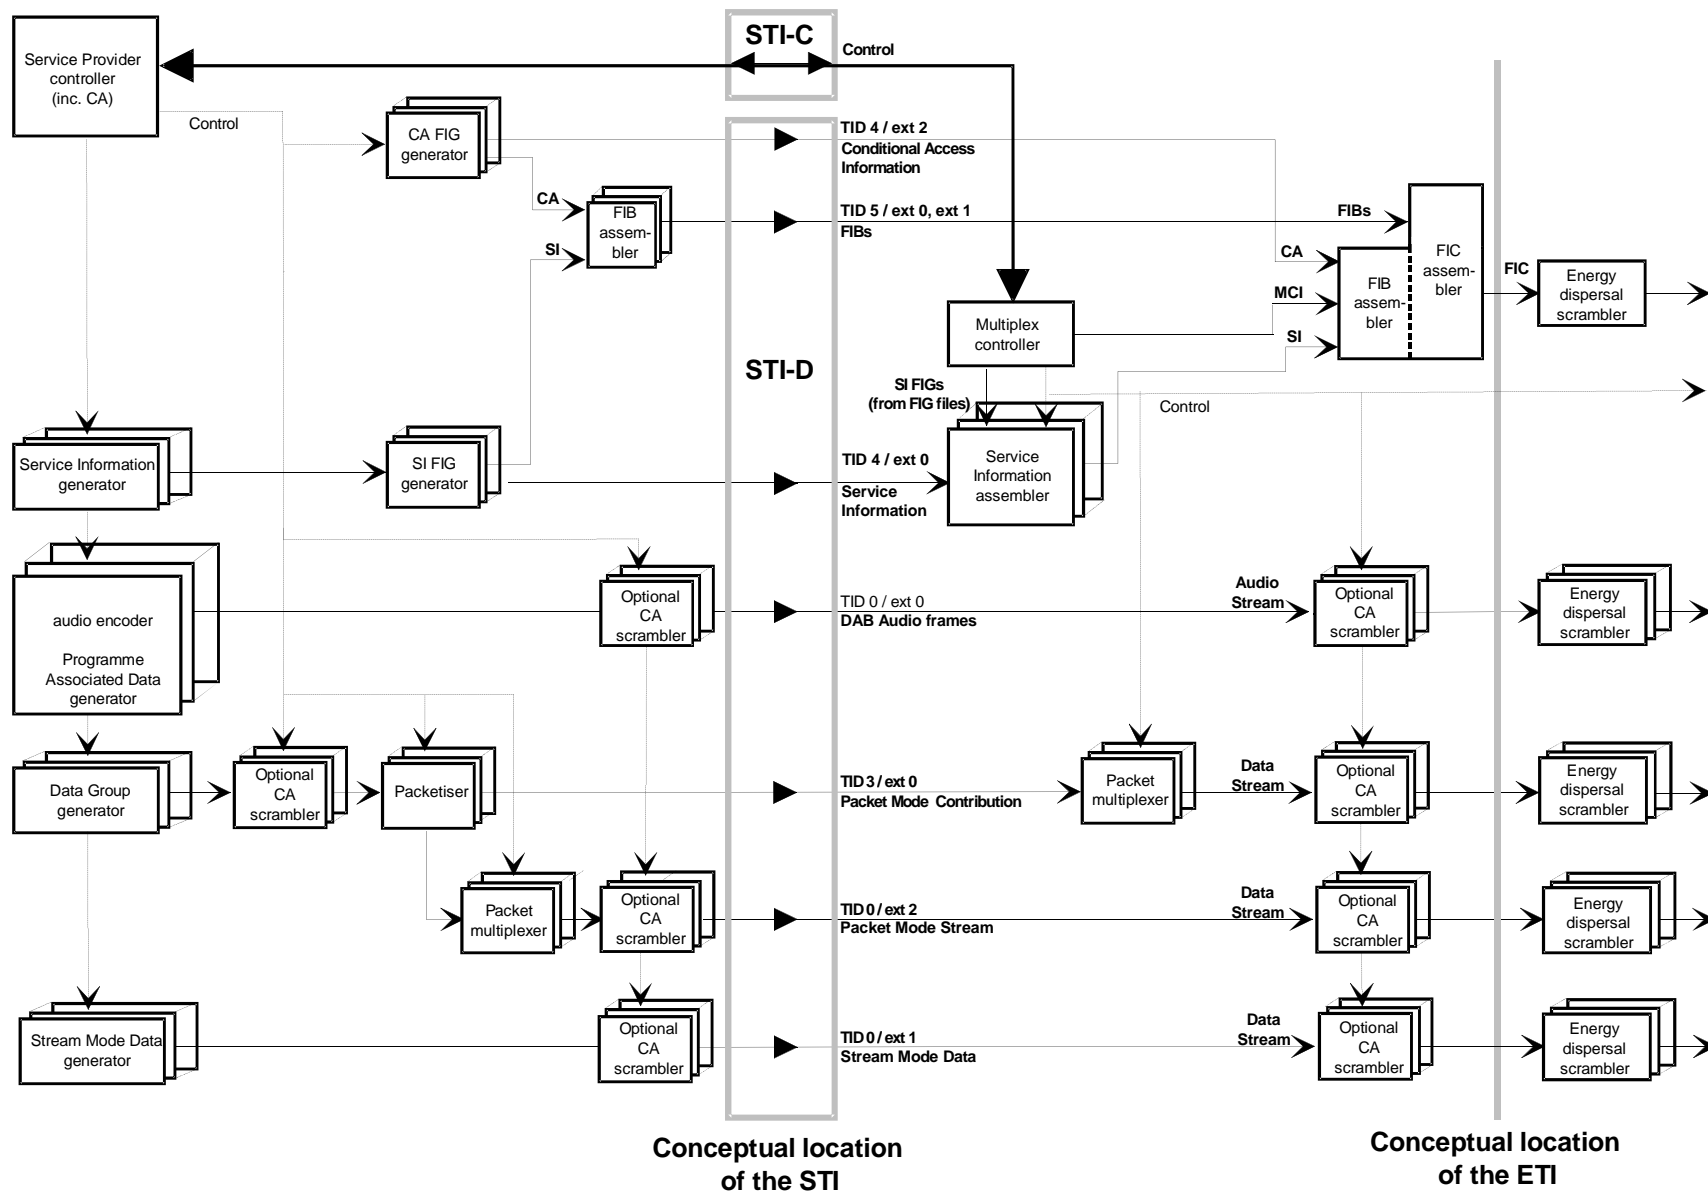 STI-C
Service Provider
controller
(inc. CA)
Control
Control
CA FIG
generator
TID 4 / ext 2
Conditional Access
Information
CA
FIB
assem-
bler
SI
TID 5 / ext 0, ext 1
FIBs
FIBs
CA
MCI
SI
FIB
assem-
bler
FIC
assem-
bler
FIC
Energy
dispersal
scrambler
Multiplex
controller
STI-D
SI FIGs
(from FIG files)
Control
Service Information
generator
SI FIG
generator
TID 4 / ext 0
Service
Information
Service
Information
assembler
audio encoder
Programme
Associated Data
generator
Optional
CA
scrambler
TID 0 / ext 0
DAB Audio frames
Audio
Stream
Optional
CA
scrambler
Energy
dispersal
scrambler
Data Group
generator
Optional
CA
scrambler
Packetiser
TID 3 / ext 0
Packet Mode Contribution
Packet
multiplexer
Data
Stream
Optional
CA
scrambler
Energy
dispersal
scrambler
Packet
multiplexer
Optional
CA
scrambler
TID 0 / ext 2
Packet Mode Stream
Data
Stream
Optional
CA
scrambler
Energy
dispersal
scrambler
Stream Mode Data
generator
Optional
CA
scrambler
TID 0 / ext 1
Stream Mode Data
Data
Stream
Optional
CA
scrambler
Energy
dispersal
scrambler
Conceptual location
of the STI
Conceptual location
of the ETI